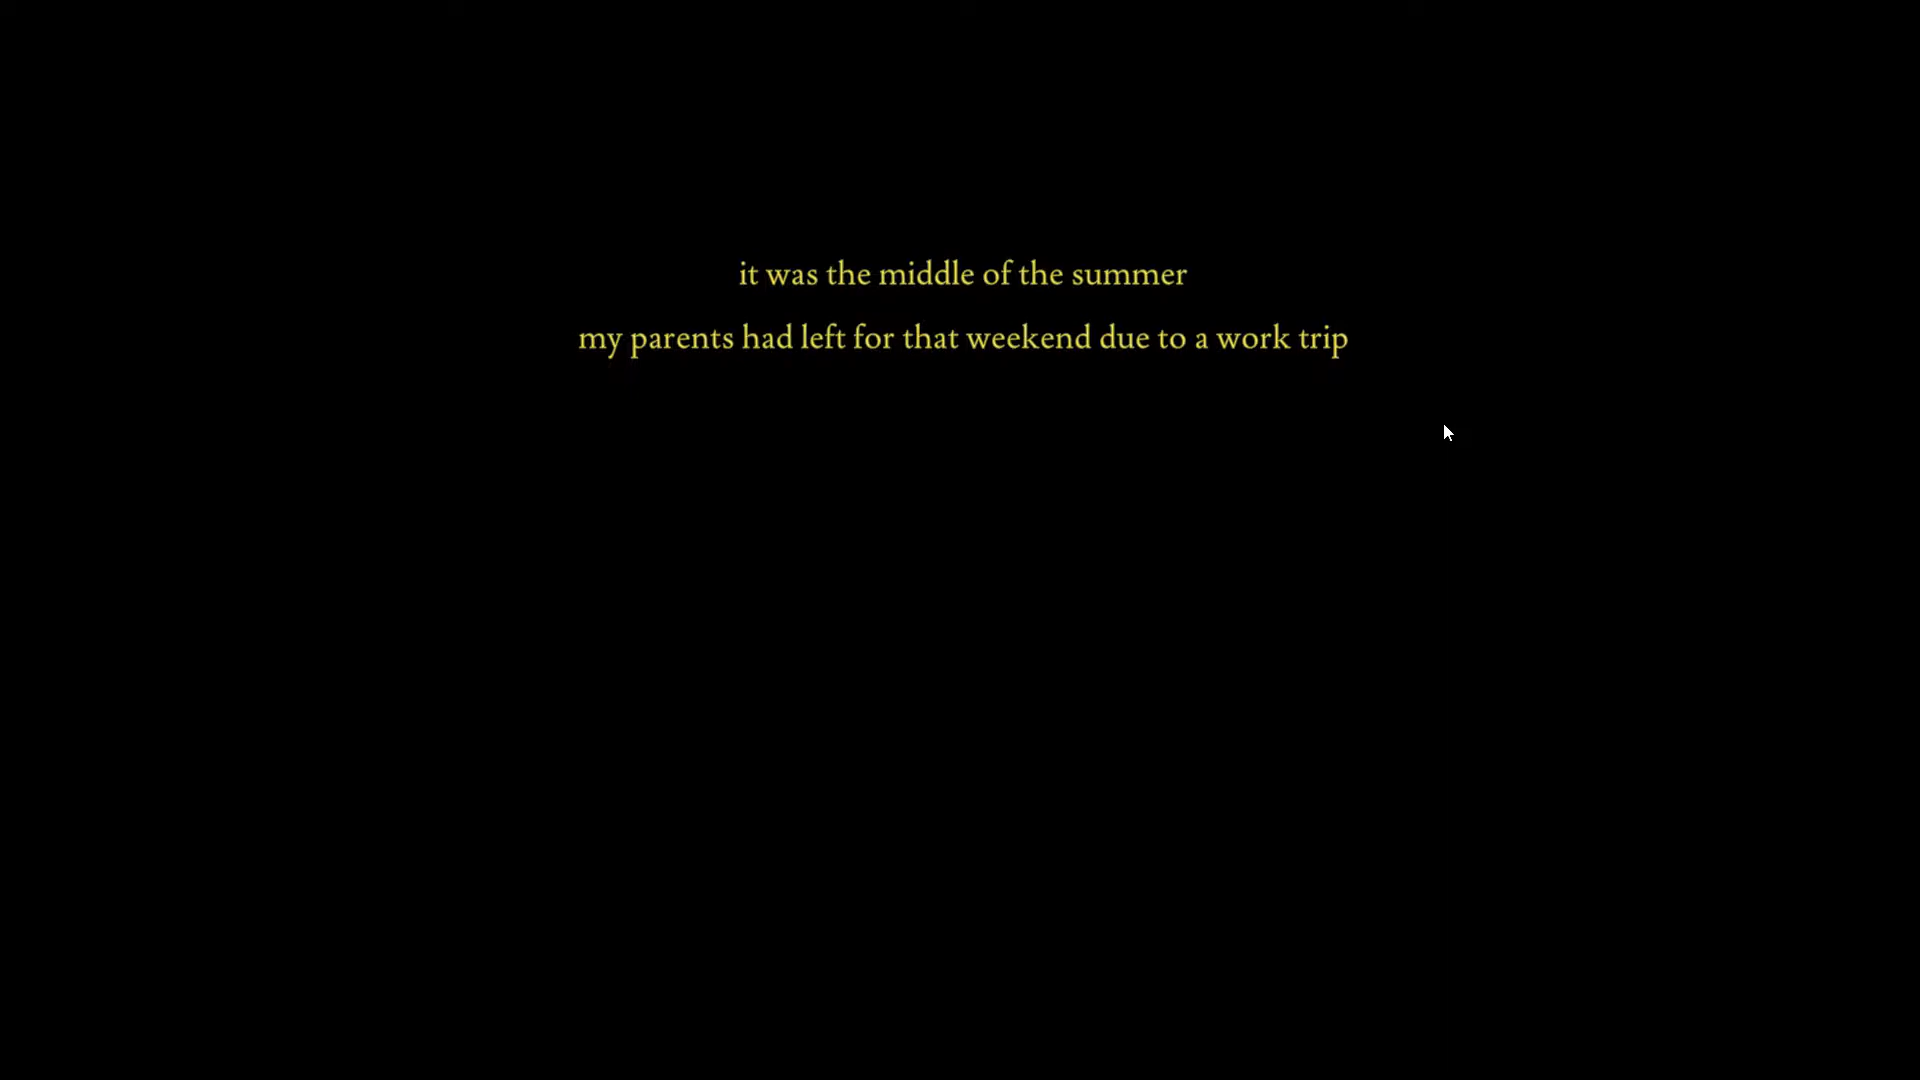 it was the middle of the summer
my parents had left for that weekend due to a work trip